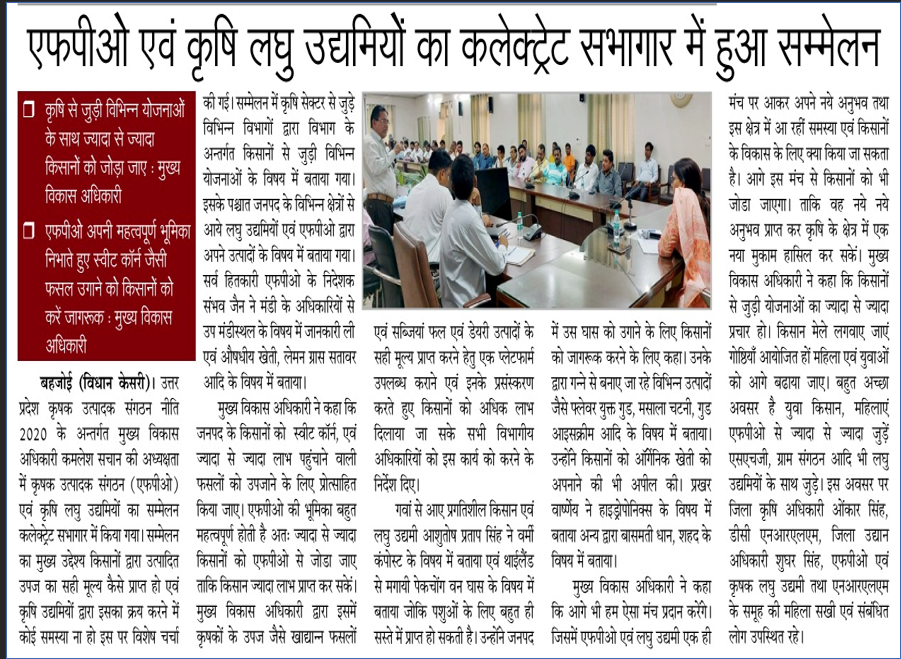 एफपीओ एवं कृषि लघु उद्यमियों का कलेक्ट्रेट सभागार में हुआ सम्मेलन
कृषि से जुड़ी विभिन्न योजनाओं
के साथ ज्यादा से ज्यादा
किसानों को जोड़ा जाए : मुख्य
विकास अधिकारी
एफपीओ अपनी महत्वपूर्ण भूमिका
निभाते हुए स्वीट कॉर्न जैसी
फसल उगाने को किसानों को
करें जागरूक : मुख्य विकास
अधिकारी
बहजोई (विधान केसरी)। उत्तर
प्रदेश कृषक उत्पादक संगठन नीति
2020 के अन्तर्गत मुख्य विकास
अधिकारी कमलेश सचान की अध्यक्षता
में कृषक उत्पादक संगठन (एफपीओ)
एवं कृषि लघु उद्यमियों का सम्मेलन
कलेक्ट्रेट सभागार में किया गया। सम्मेलन
का मुख्य उद्देश्य किसानों द्वारा उत्पादित
उपज का सही मूल्य कैसे प्राप्त हो एवं
कृषि उद्यमियों द्वारा इसका क्रय करने में
कोई समस्या ना हो इस पर विशेष चर्चा
की गई। सम्मेलन में कृषि सेक्टर से जुड़े
विभिन्न विभागों द्वारा विभाग के
अन्तर्गत किसानों से जुड़ी विभिन्न
योजनाओं के विषय में बताया गया।
इसके पश्चात जनपद के विभिन्न क्षेत्रों से
आये लघु उद्यमियों एवं एफपीओ द्वारा
अपने उत्पादों के विषय में बताया गया।
सर्व हितकारी एफपीओ के निदेशक
संभव जैन ने मंडी के अधिकारियों से
उप मंडीस्थल के विषय में जानकारी ली
एवं औषधीय खेती, लेमन ग्रास सतावर
आदि के विषय में बताया।
मुख्य विकास अधिकारी ने कहा कि
जनपद के किसानों को स्वीट कॉर्न, एवं
ज्यादा से ज्यादा लाभ पहुंचाने वाली
फसलों को उपजाने के लिए प्रोत्साहित
किया जाए। एफपीओ की भूमिका बहुत
महत्वपूर्ण होती है अतः ज्यादा से ज्यादा
किसानों को एफपीओ से जोडा जाए
ताकि किसान ज्यादा लाभ प्राप्त कर सकें।
मुख्य विकास अधिकारी द्वारा इसमें
कृषकों के उपज जैसे खाद्यान्न फसलों
एवं सब्जियां फल एवं डेयरी उत्पादों के
सही मूल्य प्राप्त करने हेतु एक प्लेटफार्म
उपलब्ध कराने एवं इनके प्रसंस्करण
करते हुए किसानों को अधिक लाभ
दिलाया जा सके सभी विभागीय
अधिकारियों को इस कार्य को करने के
निर्देश दिए।
गवां से आए प्रगतिशील किसान एवं
लघु उद्यमी आशुतोष प्रताप सिंह ने वर्मी
कंपोस्ट के विषय में बताया एवं थाईलैंड
से मगायी पेकचोंग वन घास के विषय में
बताया जोकि पशुओं के लिए बहुत ही
सस्ते में प्राप्त हो सकती है। उन्होंने जनपद
में उस घास को उगाने के लिए किसानों
को जागरूक करने के लिए कहा। उनके
द्वारा गन्ने से बनाए जा रहे विभिन्न उत्पादों
जैसे फ्लेवर युक्त गुड, मसाला चटनी, गुड
आइसक्रीम आदि के विषय में बताया।
उन्होंने किसानों को ऑर्गेनिक खेती को
अपनाने की भी अपील की। प्रखर
वार्ष्णेय ने हाइड्रोपोनिक्स के विषय में
बताया अन्य द्वारा बासमती धान, शहद के
विषय में बताया।
मुख्य विकास अधिकारी ने कहा
कि आगे भी हम ऐसा मंच प्रदान करेंगे।
जिसमें एफपीओ एवं लघु उद्यमी एक ही
मंच पर आकर अपने नये अनुभव तथा
इस क्षेत्र में आ रहीं समस्या एवं किसानों
के विकास के लिए क्या किया जा सकता
है। आगे इस मंच से किसानों को भी
जोडा जाएगा। ताकि वह नये नये
अनुभव प्राप्त कर कृषि के क्षेत्र में एक
नया मुकाम हासिल कर सकें। मुख्य
विकास अधिकारी ने कहा कि किसानों
से जुड़ी योजनाओं का ज्यादा से ज्यादा
प्रचार हो। किसान मेले लगवाए जाएं
गोष्ठियाँ आयोजित हों महिला एवं युवाओं
को आगे बढाया जाए। बहुत अच्छा
अवसर है युवा किसान, महिलाएं
एफपीओ से ज्यादा से ज्यादा जुड़ें
एसएचजी, ग्राम संगठन आदि भी लघु
उद्यमियों के साथ जुड़े। इस अवसर पर
जिला कृषि अधिकारी ओंकार सिंह,
डीसी एनआरएलएम, जिला उद्यान
अधिकारी शुघर सिंह, एफपीओ एवं
कृषक लघु उद्यमी तथा एनआरएलएम
के समूह की महिला सखी एवं संबंधित
लोग उपस्थित रहे।